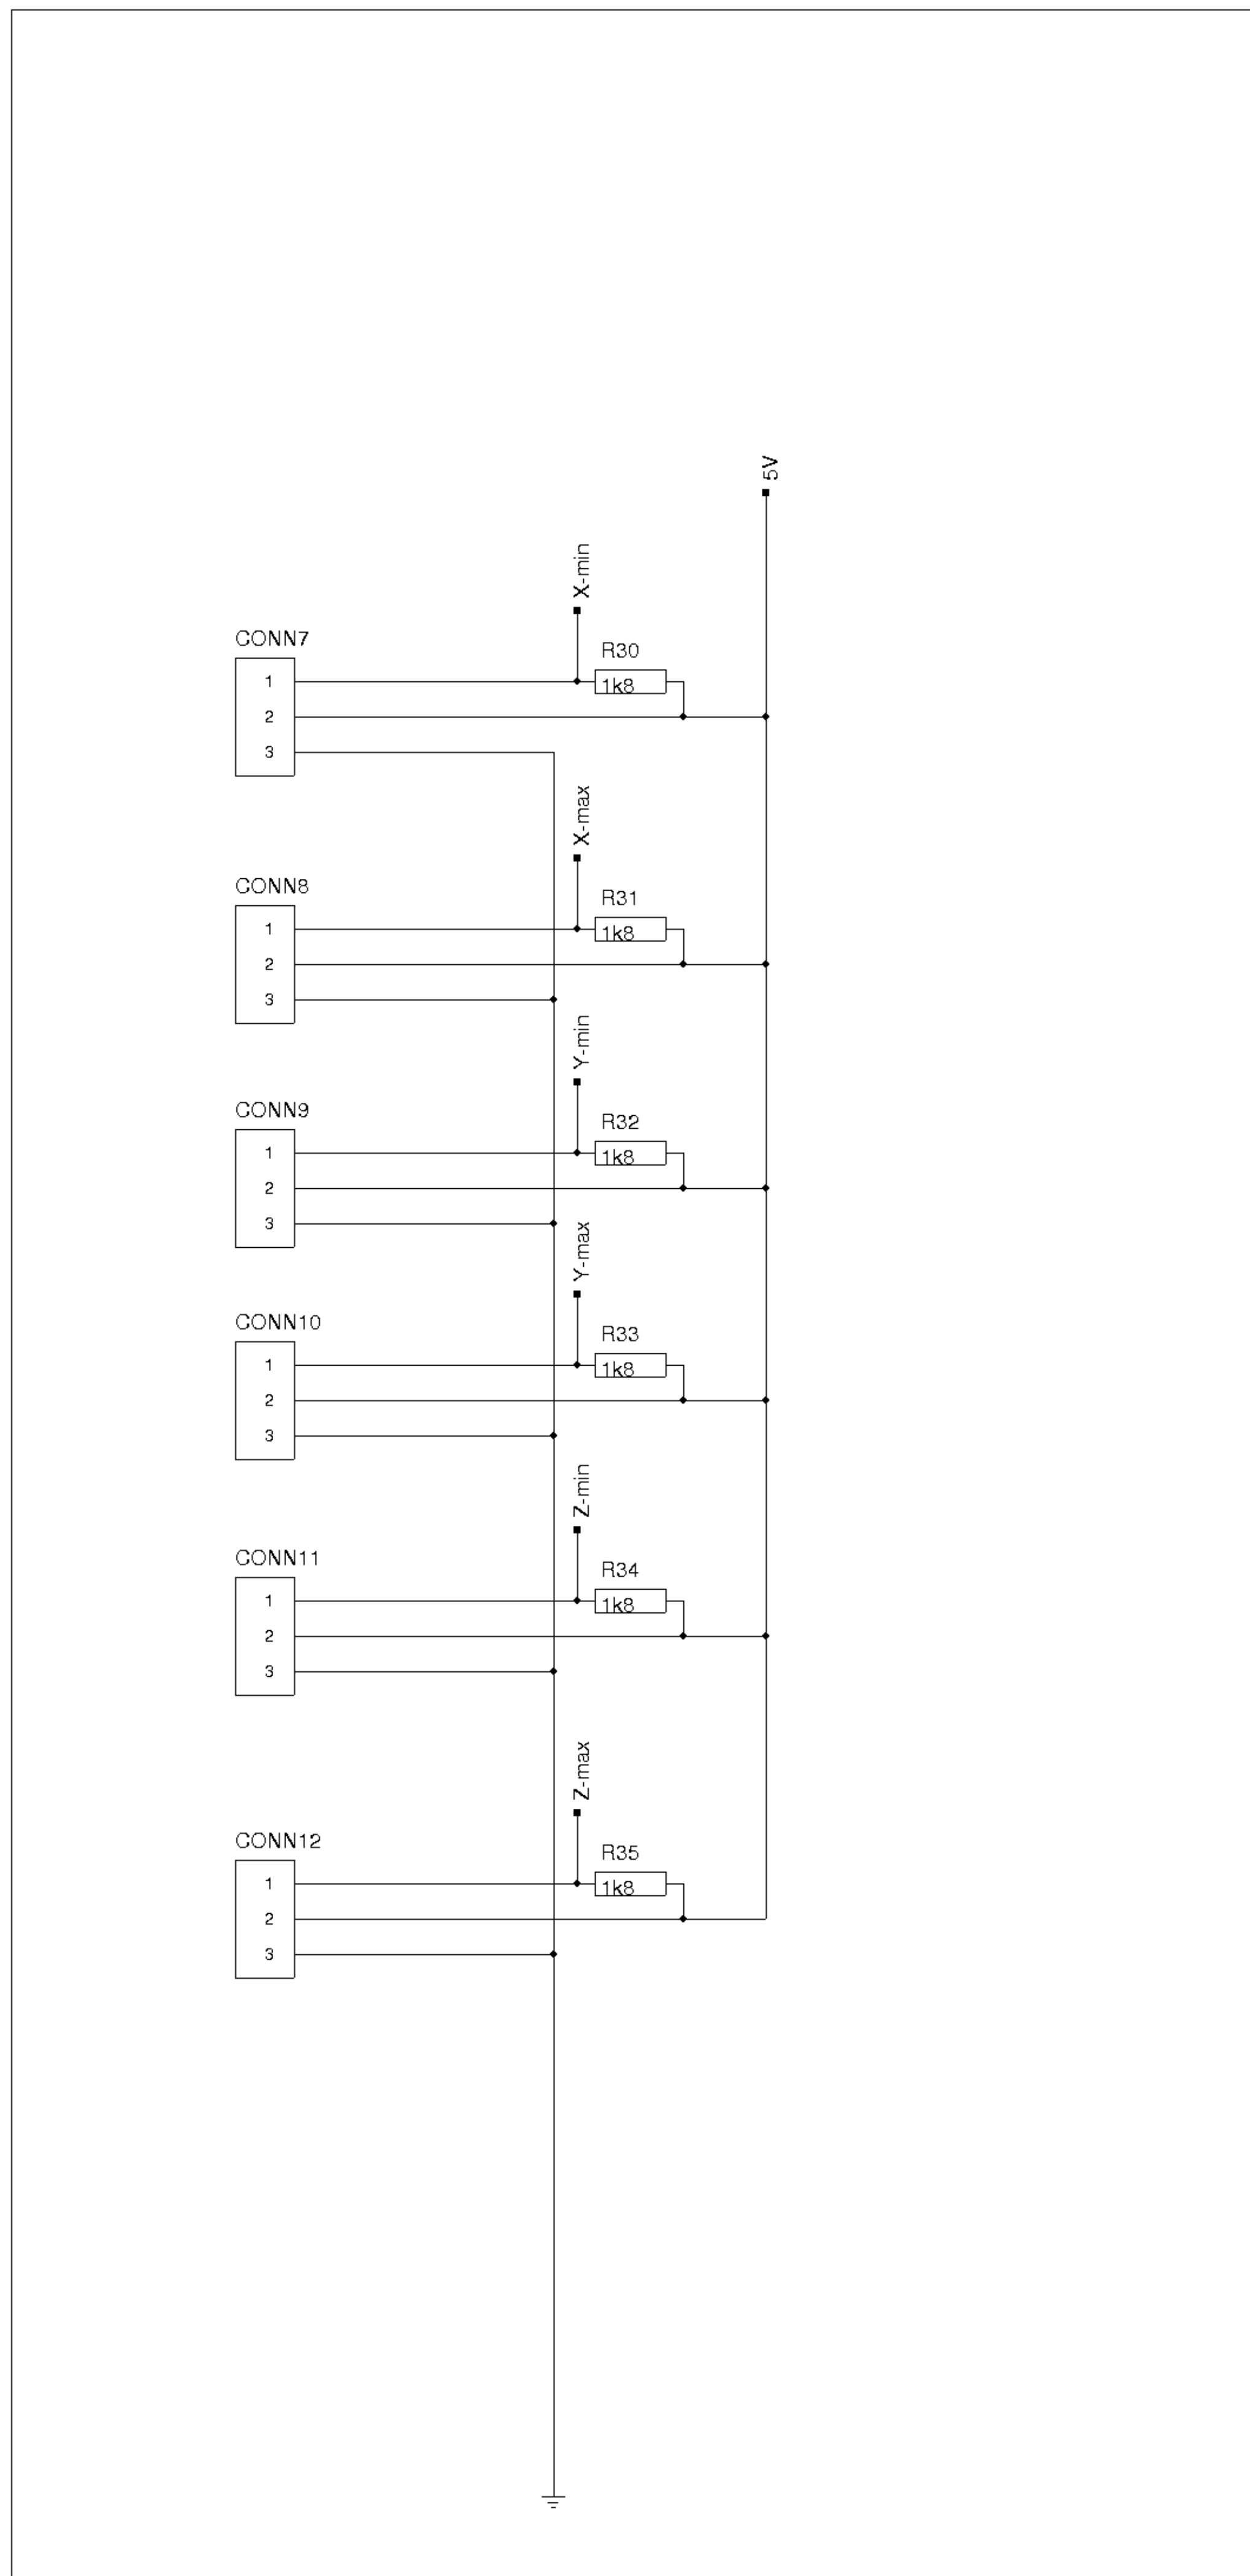 5V
X-min
CONN7
R30
1
1k8
2
3
X-max
CONN8
R31
1
1k8
2
3
Y-min
CONN9
R32
1
1k8
2
3
Y-max
CONN10
R33
1
1k8
2
3
Z-min
CONN11
R34
1
1k8
2
3
Z-max
CONN12
R35
1
1k8
2
3